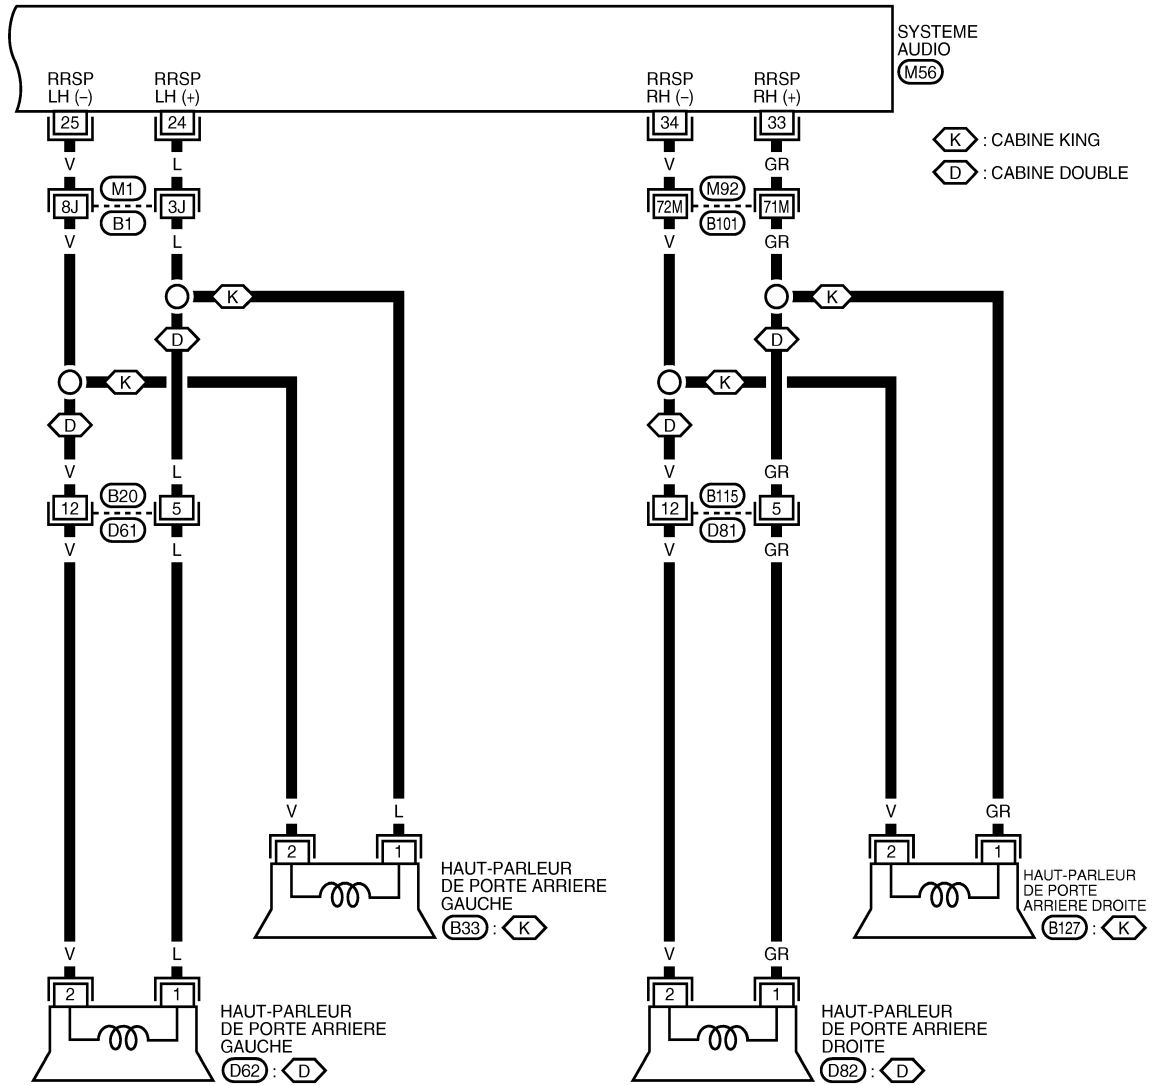 SYSTEME
AUDIO
M56
RRSP
LH (–)
RRSP
LH (+)
RRSP
RH (–)
RRSP
RH (+)
25
24
34
33
K : CABINE KING
D : CABINE DOUBLE
V
L
V
GR
8J
M1
B1
3J
72M
M92
B101
71M
V
L
V
GR
K
K
D
D
K
K
D
D
V
L
V
GR
12
B20
D61
5
12
B115
D81
5
V
L
V
GR
V
L
V
GR
2
1
2
1
HAUT-PARLEUR
DE PORTE ARRIERE
GAUCHE
B33 : K
HAUT-PARLEUR
DE PORTE
ARRIERE DROITE
B127 : K
V
L
V
GR
2
1
2
1
HAUT-PARLEUR
DE PORTE ARRIERE
GAUCHE
D62 : D
HAUT-PARLEUR
DE PORTE ARRIERE
DROITE
D82 : D